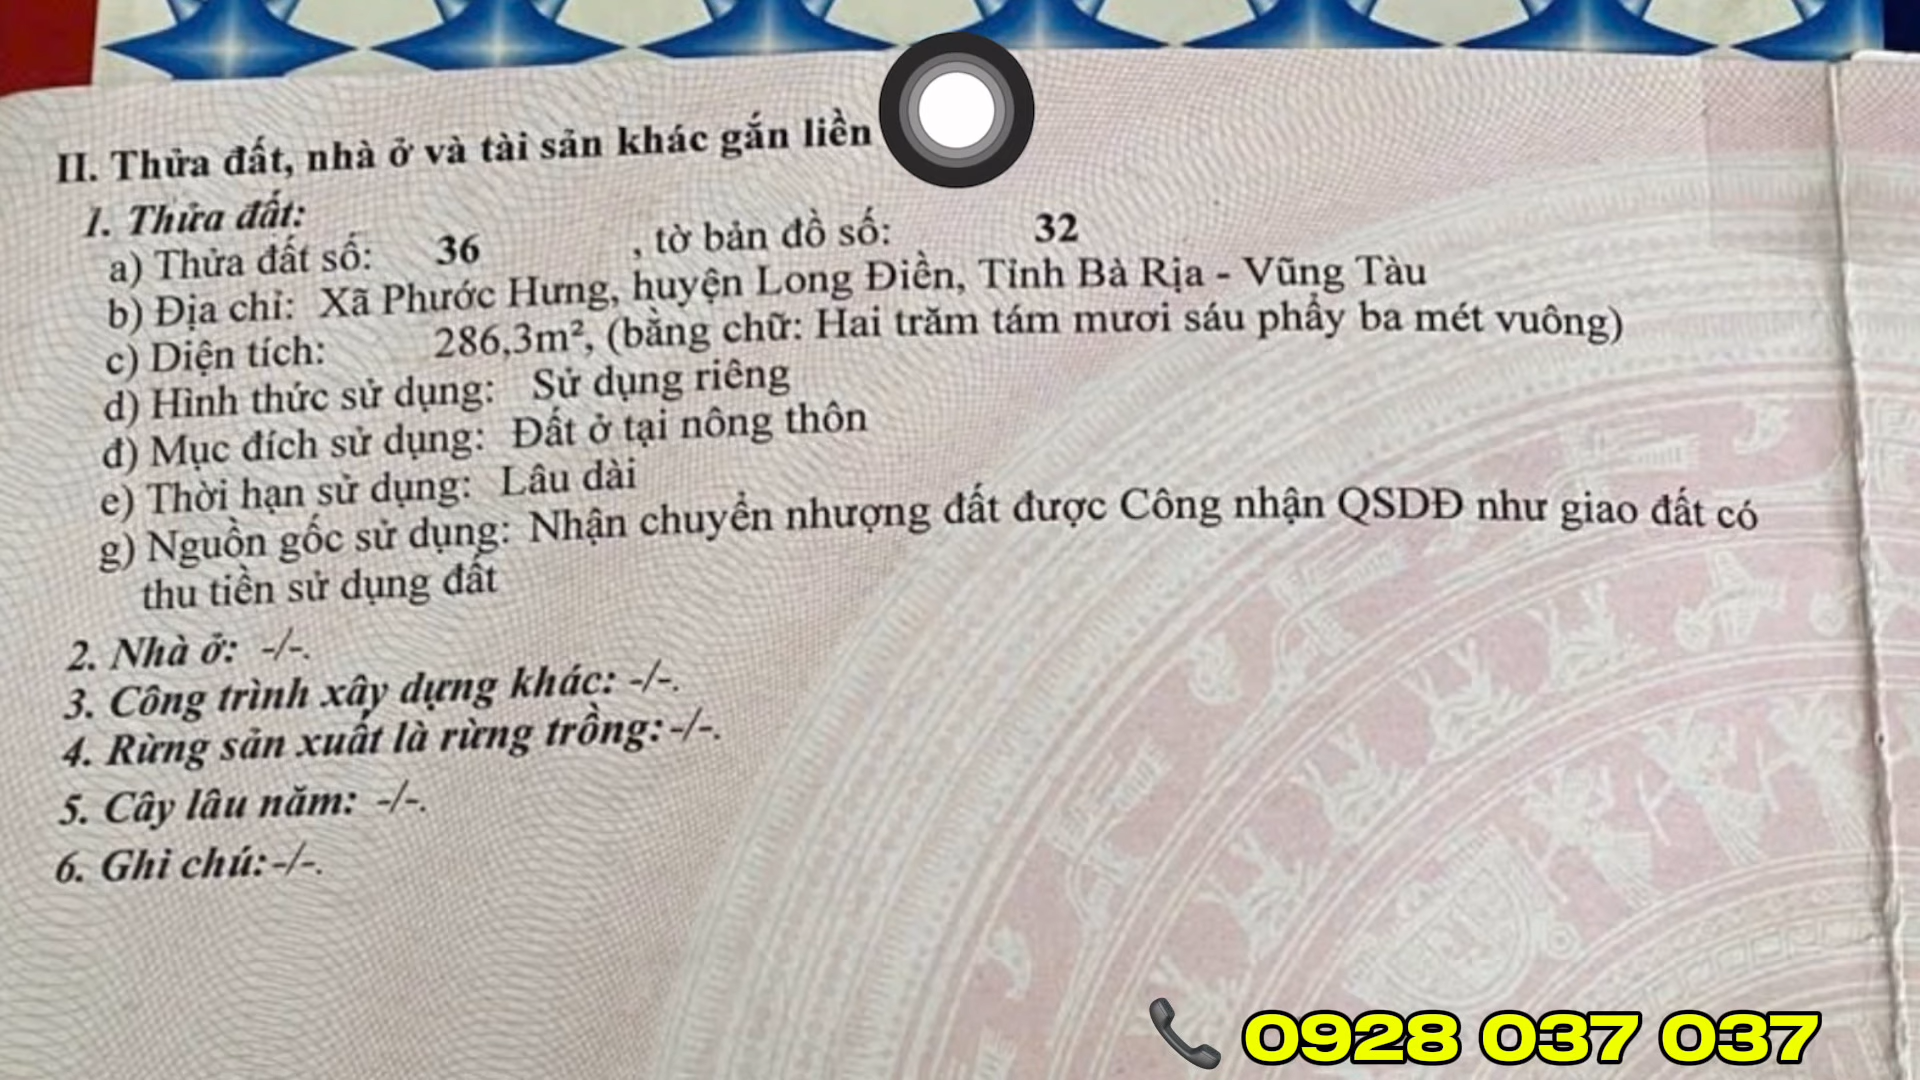 II. Thửa đất, nhà ở và tài sản khác gắn liền
1. Thửa đất:
a) Thửa đất số: 36 , tờ bản đồ số: 32
b) Địa chỉ: Xã Phước Hưng, huyện Long Điền, Tỉnh Bà Rịa - Vũng Tàu
c) Diện tích: 286,3m², (bằng chữ: Hai trăm tám mươi sáu phẩy ba mét vuông)
d) Hình thức sử dụng: Sử dụng riêng
đ) Mục đích sử dụng: Đất ở tại nông thôn
e) Thời hạn sử dụng: Lâu dài
g) Nguồn gốc sử dụng: Nhận chuyển nhượng đất được Công nhận QSDĐ như giao đất có
thu tiền sử dụng đất
2. Nhà ở: -/-.
3. Công trình xây dựng khác: -/-.
4. Rừng sản xuất là rừng trồng: -/-.
5. Cây lâu năm: -/-.
6. Ghi chú: -/-.
0928 037 037